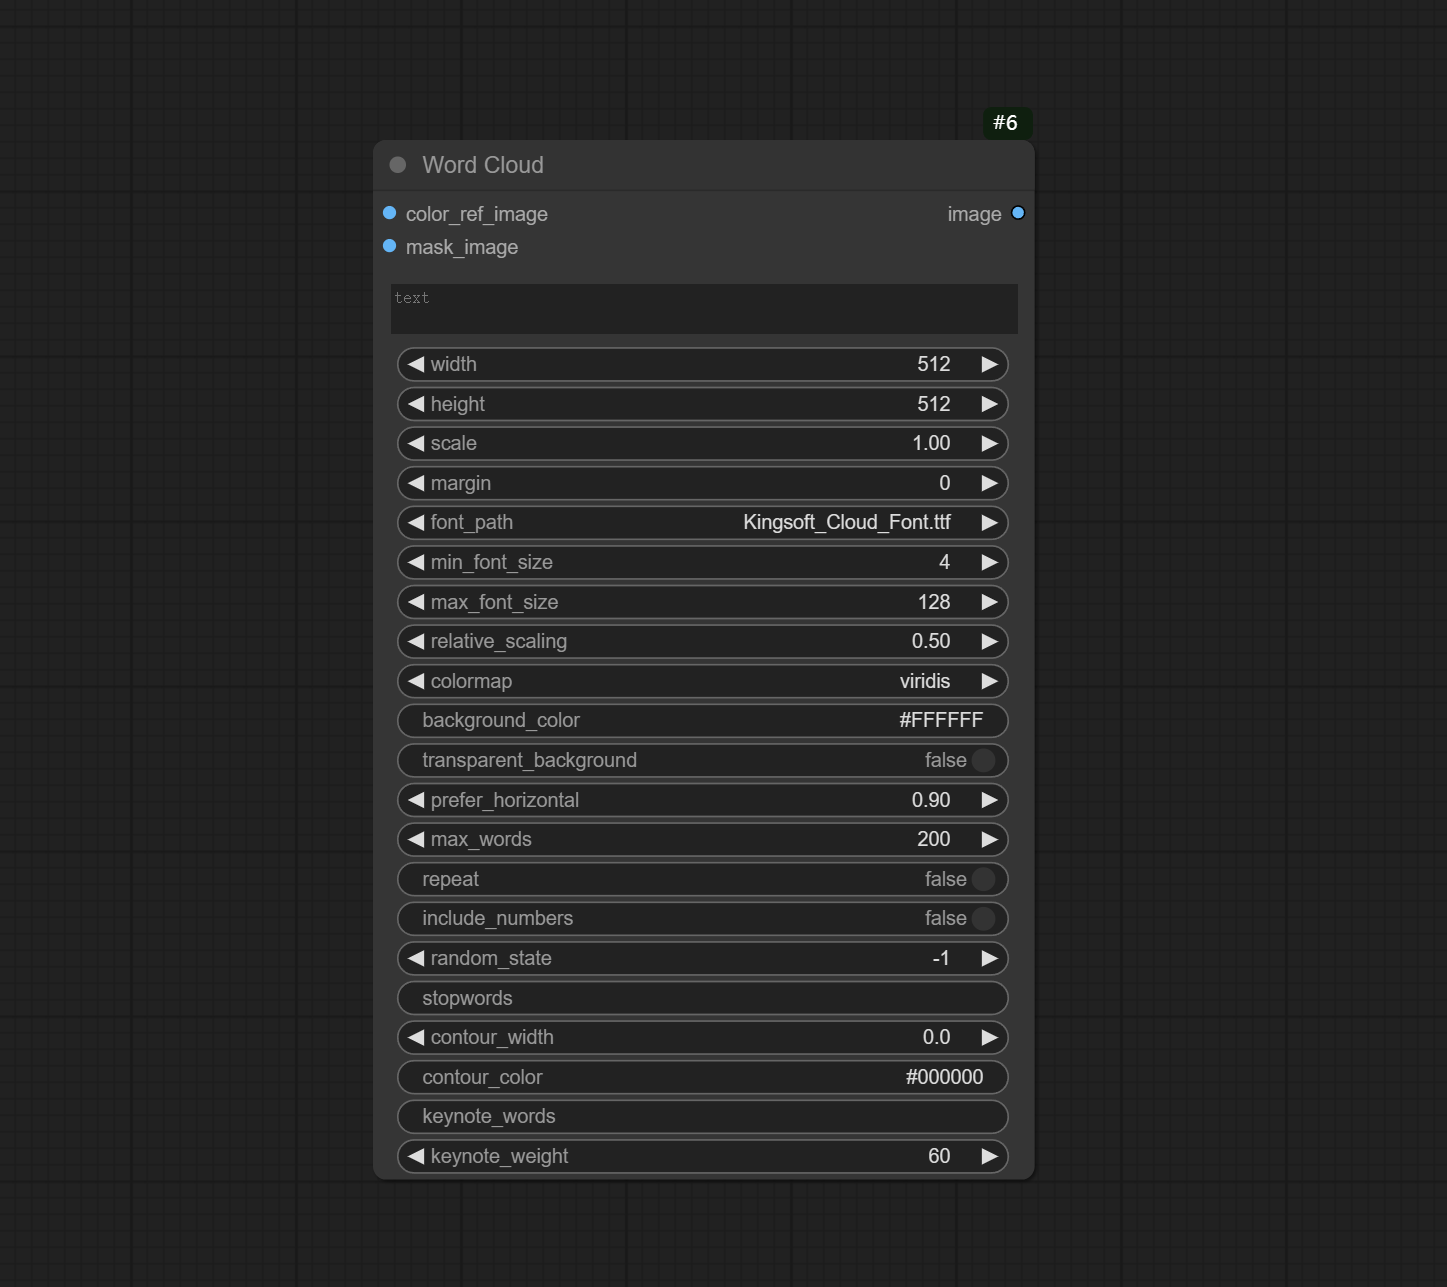 #6
Word Cloud
color_ref_image image
mask_image
text
width 512
height 512
scale 1.00
margin 0
font_path Kingsoft_Cloud_Font.ttf
min_font_size 4
max_font_size 128
relative_scaling 0.50
colormap viridis
background_color #FFFFFF
transparent_background false
prefer_horizontal 0.90
max_words 200
repeat false
include_numbers false
random_state -1
stopwords
contour_width 0.0
contour_color #000000
keynote_words
keynote_weight 60